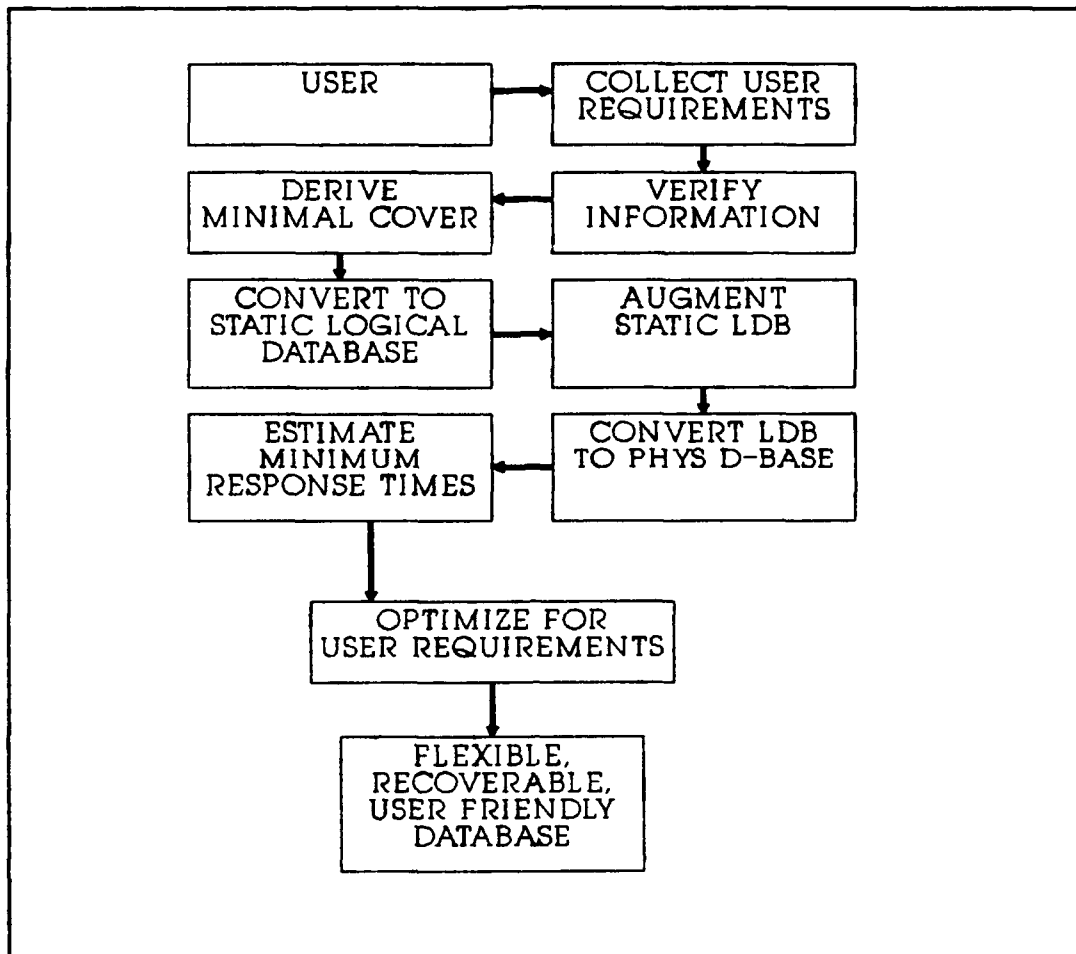 USER
COLLECT USER
REQUIREMENTS
DERIVE
MINIMAL COVER
VERIFY
INFORMATION
CONVERT TO
STATIC LOGICAL
DATABASE
AUGMENT
STATIC LDB
ESTIMATE
MINIMUM
RESPONSE TIMES
CONVERT LDB
TO PHYS D-BASE
OPTIMIZE FOR
USER REQUIREMENTS
FLEXIBLE,
RECOVERABLE,
USER FRIENDLY
DATABASE